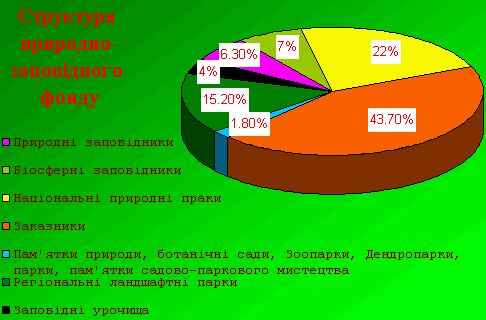 Структура
природно
заповідного
фонду
6.30%
7%
22%
4%
15.20%
1.80%
43.70%
Природні заповідники
Біосферні заповідники
Національні природні праки
Заказники
Пам'ятки природи, ботанічні сади, Зоопарки, Дендропарки,
парки, пам'ятки садово-паркового мистецтва
Регіональні ландшафтні парки
Заповідні урочища